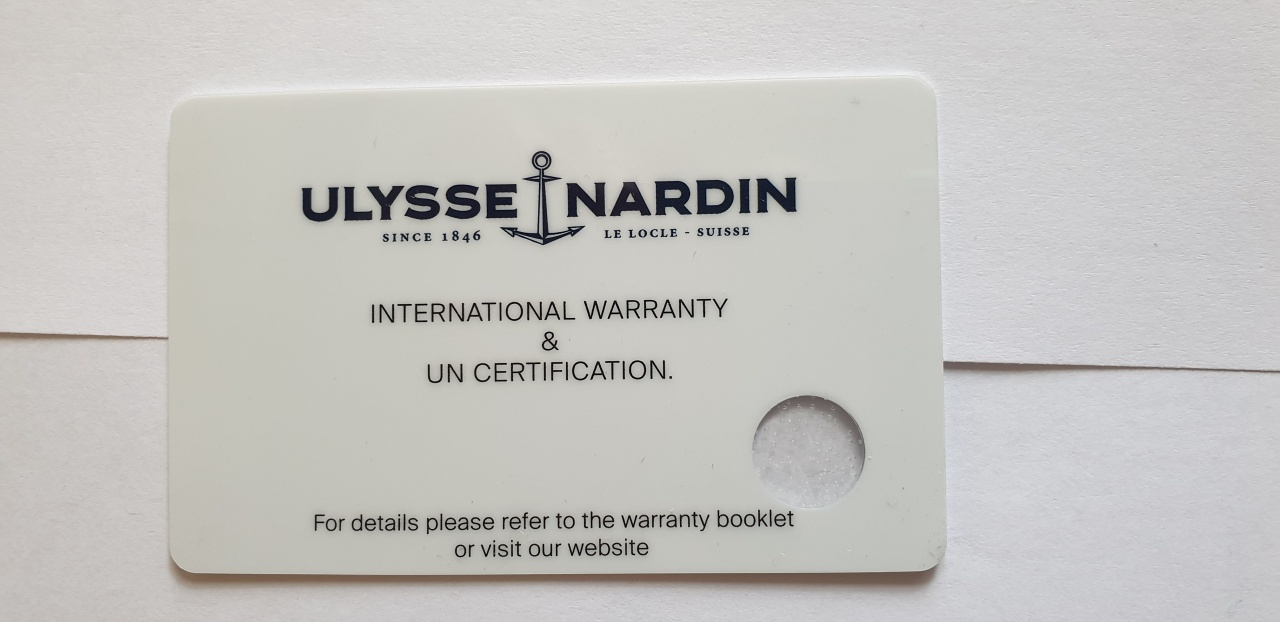 ULYSSE NARDIN
SINCE 1846 LE LOCLE - SUISSE
INTERNATIONAL WARRANTY
&
UN CERTIFICATION.
For details please refer to the warranty booklet
or visit our website